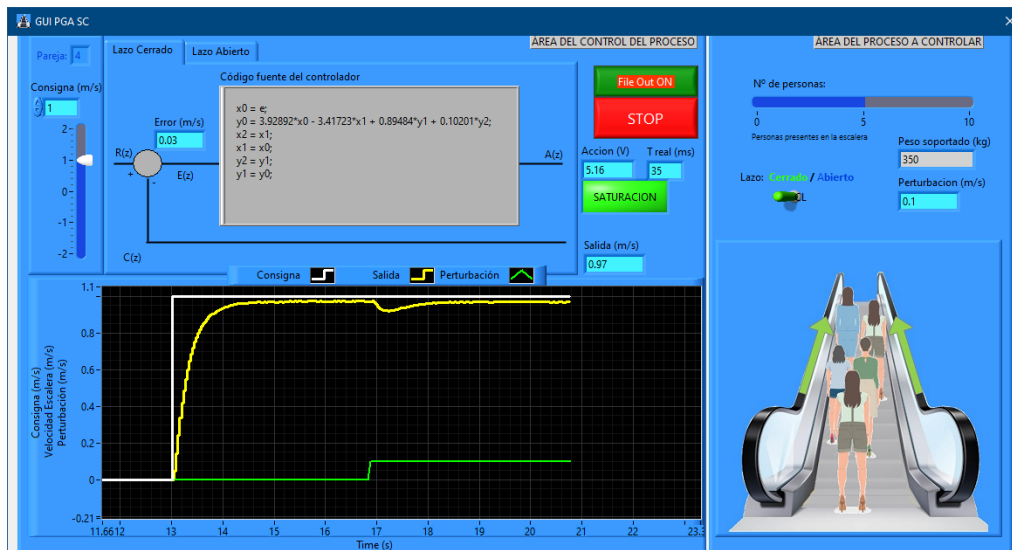 GUI PGA SC
Pareja: 4
Lazo Cerrado
Lazo Abierto
ÁREA DEL CONTROL DEL PROCESO
Consigna (m/s)
1
2
1
0
-1
-2
Código fuente del controlador
x0 = e;
y0 = 3.92892*x0 - 3.41723*x1 + 0.89484*y1 + 0.10201*y2;
x2 = x1;
x1 = x0;
y2 = y1;
y1 = y0;
Error (m/s)
0.03
R(z)
+
-
E(z)
A(z)
C(z)
File Out ON
STOP
Accion (V)
5.16
T real (ms)
35
SATURACION
Salida (m/s)
0.97
Consigna
Salida
Perturbación
Consigna (m/s)
Velocidad Escalera (m/s)
Perturbación (m/s)
1.1
0.8
0.6
0.4
0.2
0
-0.21
11.6612
13
14
15
16
17
18
19
20
21
22
23.3
Time (s)
ÁREA DEL PROCESO A CONTROLAR
Nº de personas:
0
5
10
Personas presentes en la escalera
Peso soportado (kg)
350
Lazo: Cerrado / Abierto
CL
Perturbacion (m/s)
0.1